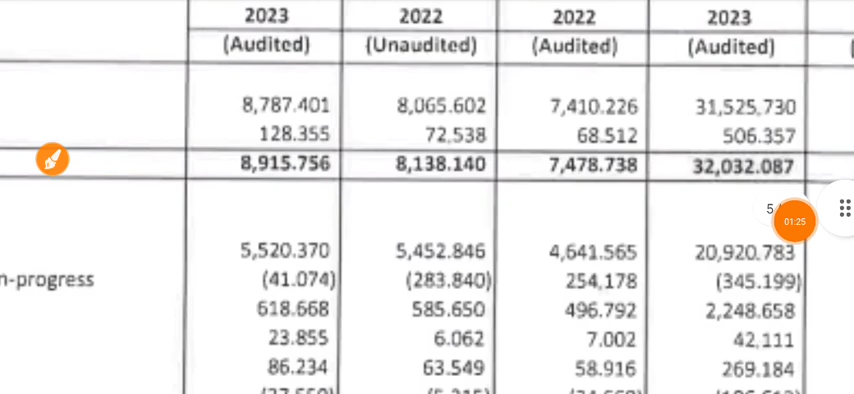 2023 2022 2022 2023
(Audited) (Unaudited) (Audited) (Audited)
8,787.401 8,065.602 7,410.226 31,525.730
128.355 72.538 68.512 506.357
8,915.756 8,138.140 7,478.738 32,032.087
5
01:25
5,520.370 5,452.846 4,641.565 20,920.783
n-progress (41.074) (283.840) 254.178 (345.199)
618.668 585.650 496.792 2,248.658
23.855 6.062 7.002 42.111
86.234 63.549 58.916 269.184